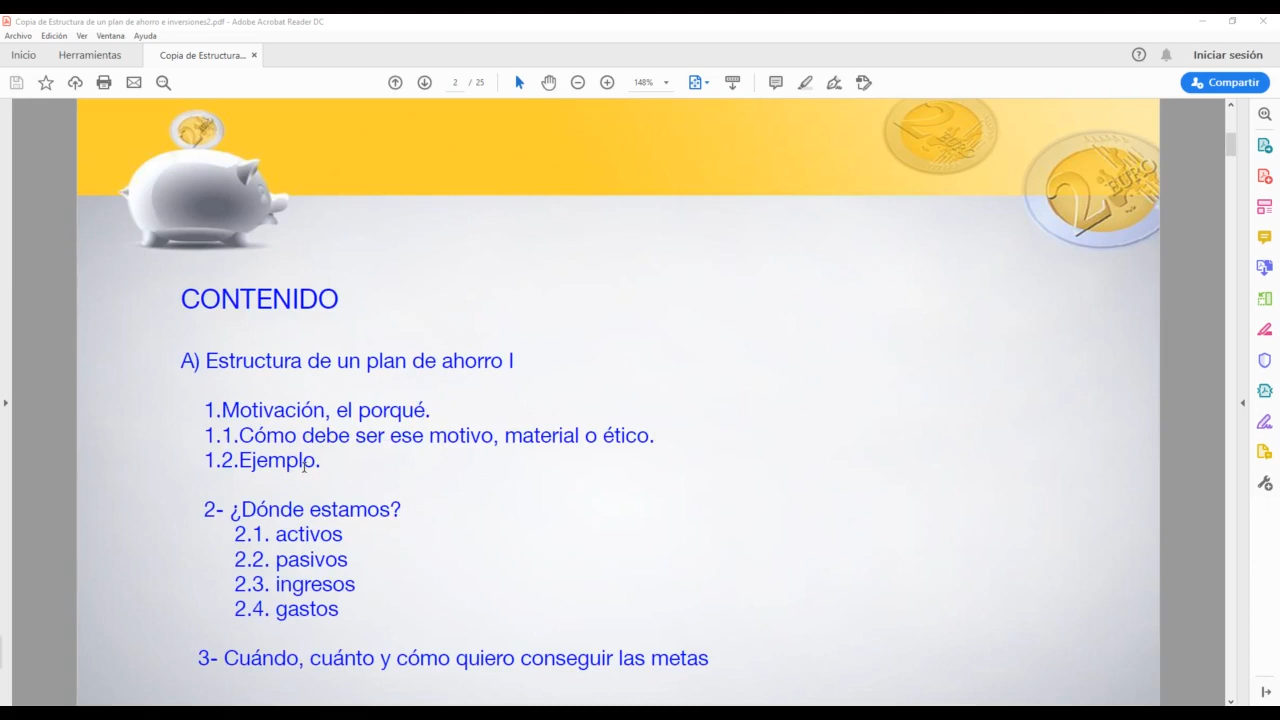 Copia de Estructura de un plan de ahorro e inversiones2.pdf - Adobe Acrobat Reader DC
Archivo Edición Ver Ventana Ayuda
Inicio Herramientas Copia de Estructura... × Iniciar sesión
2 / 25 148% Compartir
2 EURO
CONTENIDO
A) Estructura de un plan de ahorro I
1.Motivación, el porqué.
1.1.Cómo debe ser ese motivo, material o ético.
1.2.Ejemplo.
2- ¿Dónde estamos?
2.1. activos
2.2. pasivos
2.3. ingresos
2.4. gastos
3- Cuándo, cuánto y cómo quiero conseguir las metas